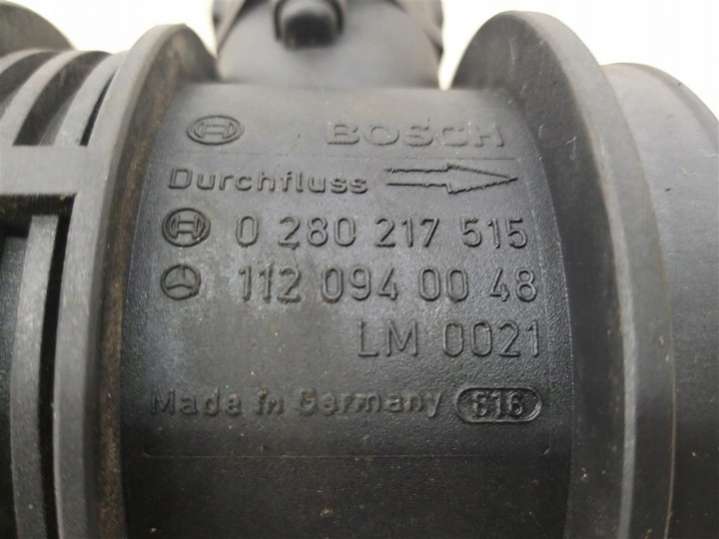 BOSCH
Durchfluss
0 280 217 515
112 094 00 48
LM 0021
Made in Germany 616